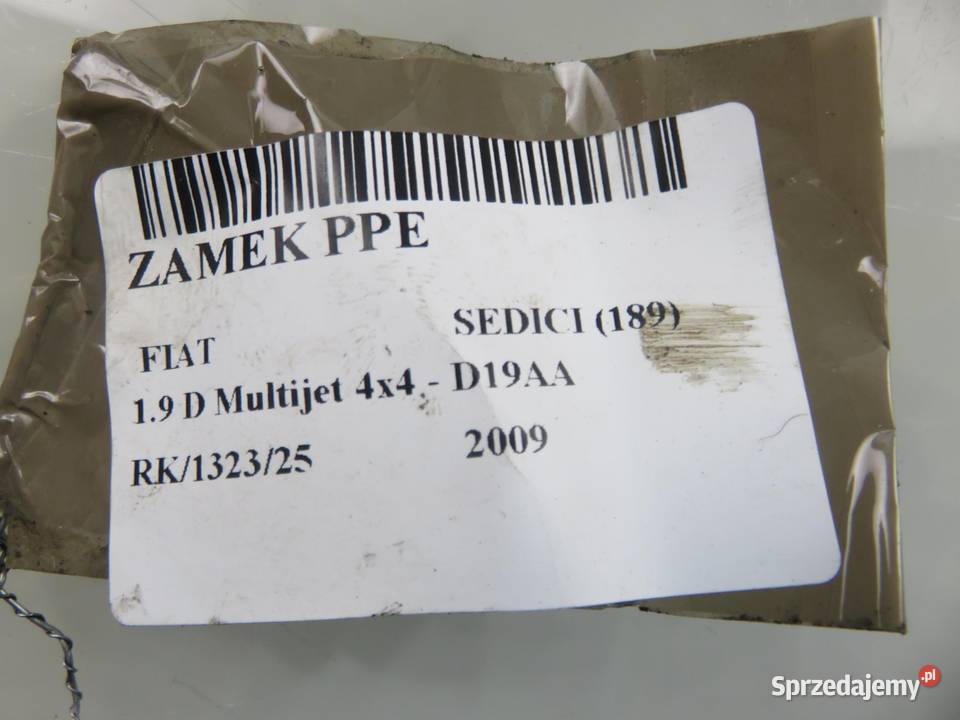 ZAMEK PPE
FIAT SEDICI (189)
1.9 D Multijet 4x4 - D19AA
RK/1323/25 2009
Sprzedajemy.pl